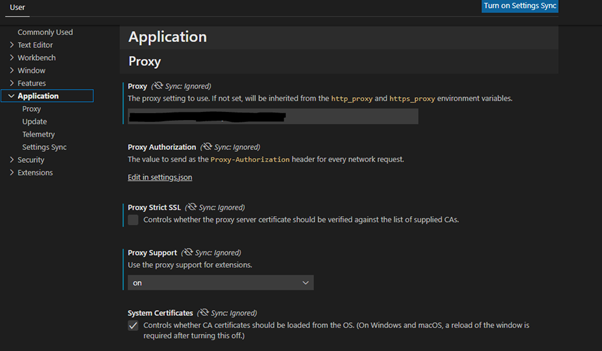 User
Turn on Settings Sync
Commonly Used
Text Editor
Workbench
Window
Features
Application
Proxy
Update
Telemetry
Settings Sync
Security
Extensions
Application
Proxy
Proxy (Sync: Ignored)
The proxy setting to use. If not set, will be inherited from the http_proxy and https_proxy environment variables.
Proxy Authorization (Sync: Ignored)
The value to send as the Proxy-Authorization header for every network request.
Edit in settings.json
Proxy Strict SSL (Sync: Ignored)
Controls whether the proxy server certificate should be verified against the list of supplied CAs.
Proxy Support (Sync: Ignored)
Use the proxy support for extensions.
on
System Certificates (Sync: Ignored)
Controls whether CA certificates should be loaded from the OS. (On Windows and macOS, a reload of the window is
required after turning this off.)